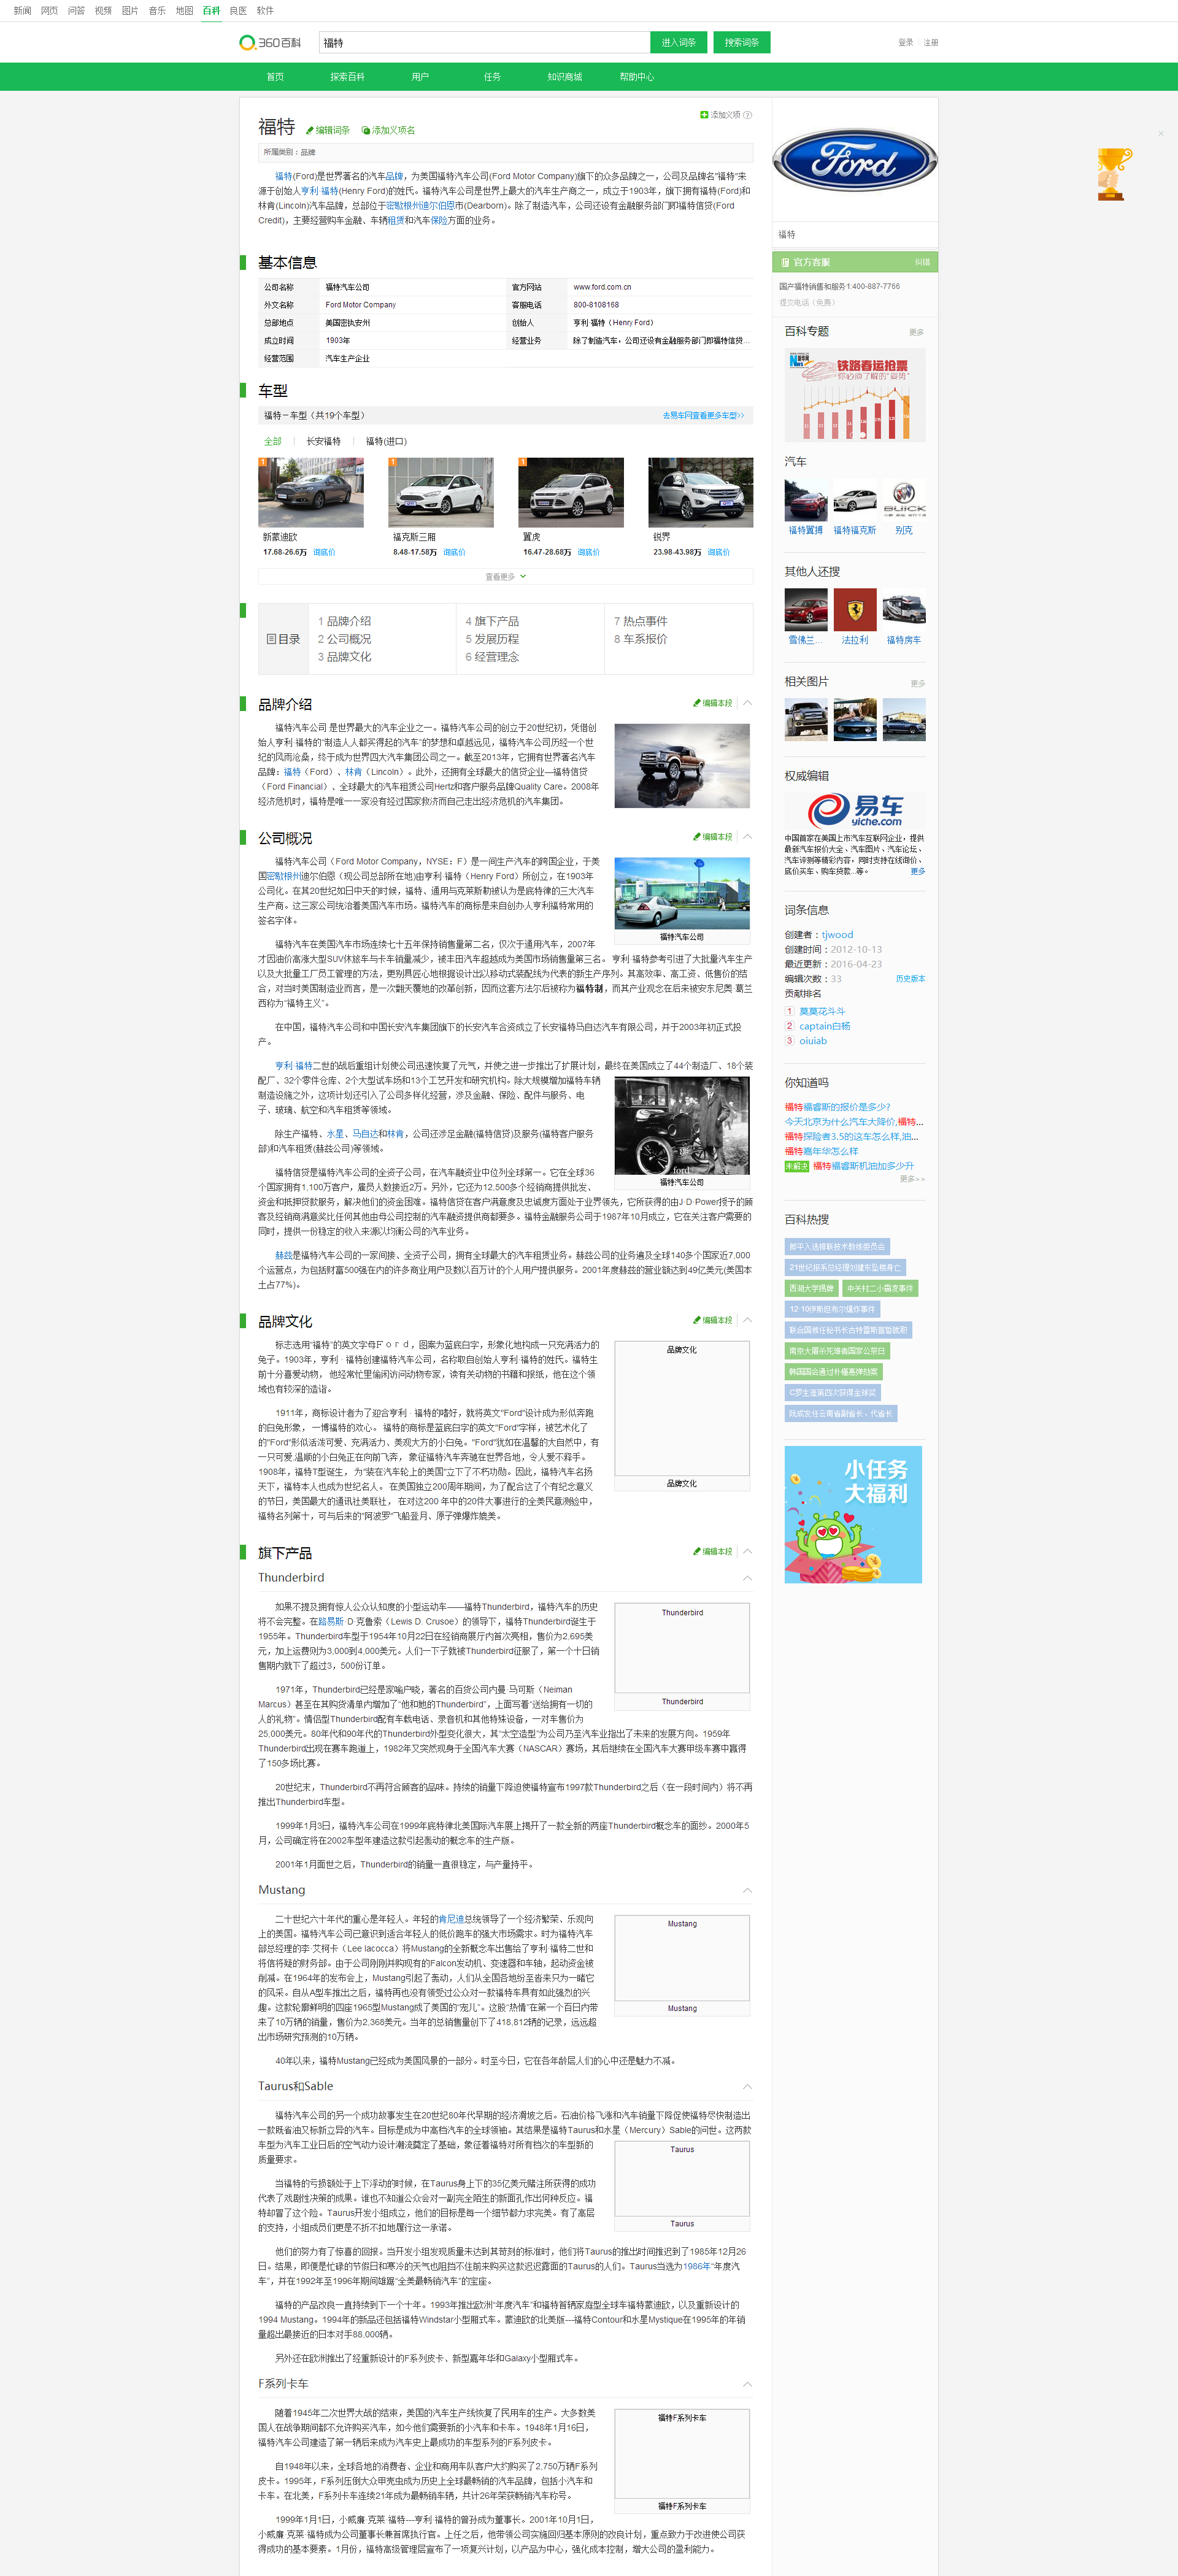 新闻 网页 问答 视频 图片 音乐 地图 百科 良医 软件
360百科
福特
进入词条 搜索词条
登录 注册
首页 探索百科 用户 任务 知识商城 帮助中心
福特 编辑词条 添加义项名
添加义项 ?
所属类别：品牌
福特(Ford)是世界著名的汽车品牌，为美国福特汽车公司(Ford Motor Company)旗下的众多品牌之一，公司及品牌名"福特"来
源于创始人亨利·福特(Henry Ford)的姓氏。福特汽车公司是世界上最大的汽车生产商之一，成立于1903年，旗下拥有福特(Ford)和
林肯(Lincoln)汽车品牌，总部位于密歇根州迪尔伯恩市(Dearborn)。除了制造汽车，公司还设有金融服务部门即福特信贷(Ford
Credit)，主要经营购车金融、车辆租赁和汽车保险方面的业务。
基本信息
公司名称 福特汽车公司 官方网站 www.ford.com.cn
外文名称 Ford Motor Company 客服电话 800-8108168
总部地点 美国密执安州 创始人 亨利·福特（Henry Ford）
成立时间 1903年 经营业务 除了制造汽车，公司还设有金融服务部门即福特信贷...
经营范围 汽车生产企业
车型
福特－车型（共19个车型） 去易车网查看更多车型>>
全部 长安福特 福特(进口)
1 1 1
新蒙迪欧 福克斯三厢 翼虎 锐界
17.68-26.6万 询底价 8.48-17.58万 询底价 16.47-28.68万 询底价 23.98-43.98万 询底价
查看更多
目录
1 品牌介绍 4 旗下产品 7 热点事件
2 公司概况 5 发展历程 8 车系报价
3 品牌文化 6 经营理念
品牌介绍 编辑本段
福特汽车公司 是世界最大的汽车企业之一。福特汽车公司的创立于20世纪初，凭借创
始人亨利·福特的“制造人人都买得起的汽车”的梦想和卓越远见，福特汽车公司历经一个世
纪的风雨沧桑，终于成为世界四大汽车集团公司之一。截至2013年，它拥有世界著名汽车
品牌：福特（Ford）、林肯（Lincoln）。此外，还拥有全球最大的信贷企业—福特信贷
（Ford Financial）、全球最大的汽车租赁公司Hertz和客户服务品牌Quality Care。2008年
经济危机时，福特是唯一一家没有经过国家救济而自己走出经济危机的汽车集团。
公司概况 编辑本段
福特汽车公司（Ford Motor Company，NYSE：F）是一间生产汽车的跨国企业，于美
国密歇根州迪尔伯恩（现公司总部所在地)由亨利·福特（Henry Ford）所创立，在1903年
公司化。在其20世纪如日中天的时候，福特、通用与克莱斯勒被认为是底特律的三大汽车
生产商。这三家公司统治着美国汽车市场。福特汽车的商标是来自创办人亨利福特常用的
签名字体。
福特汽车公司
福特汽车在美国汽车市场连续七十五年保持销售量第二名，仅次于通用汽车，2007年
才因油价高涨大型SUV休旅车与卡车销量减少，被丰田汽车超越成为美国市场销售量第三名。 亨利·福特参考引进了大批量汽车生产
以及大批量工厂员工管理的方法，更别具匠心地根据设计出以移动式装配线为代表的新生产序列。其高效率、高工资、低售价的结
合，对当时美国制造业而言，是一次翻天覆地的改革创新，因而这套方法尔后被称为福特制，而其产业观念在后来被安东尼奥·葛兰
西称为“福特主义”。
在中国，福特汽车公司和中国长安汽车集团旗下的长安汽车合资成立了长安福特马自达汽车有限公司，并于2003年初正式投
产。
亨利·福特二世的战后重组计划使公司迅速恢复了元气，并使之进一步推出了扩展计划，最终在美国成立了44个制造厂、18个装
配厂、32个零件仓库、2个大型试车场和13个工艺开发和研究机构。除大规模增加福特车辆
制造设施之外，这项计划还引入了公司多样化经营，涉及金融、保险、配件与服务、电
子、玻璃、航空和汽车租赁等领域。
除生产福特、水星、马自达和林肯，公司还涉足金融(福特信贷)及服务(福特客户服务
部)和汽车租赁(赫兹公司)等领域。
福特汽车公司
福特信贷是福特汽车公司的全资子公司，在汽车融资业中位列全球第一。它在全球36
个国家拥有1,100万客户，雇员人数接近2万。另外，它还为12,500多个经销商提供批发、
资金和抵押贷款服务，解决他们的资金困难。福特信贷在客户满意度及忠诚度方面处于业界领先，它所获得的由J·D·Power授予的顾
客及经销商满意奖比任何其他由母公司控制的汽车融资提供商都要多。福特金融服务公司于1987年10月成立，它在关注客户需要的
同时，提供一份稳定的收入来源以均衡公司的汽车业务。
赫兹是福特汽车公司的一家间接、全资子公司，拥有全球最大的汽车租赁业务。赫兹公司的业务遍及全球140多个国家近7,000
个运营点，为包括财富500强在内的许多商业用户及数以百万计的个人用户提供服务。2001年度赫兹的营业额达到49亿美元(美国本
土占77%)。
品牌文化 编辑本段
标志选用“福特”的英文字母Ｆｏｒｄ，图案为蓝底白字，形象化地构成一只充满活力的
兔子。1903年，亨利 · 福特创建福特汽车公司，名称取自创始人亨利·福特的姓氏。福特生
前十分喜爱动物， 他经常忙里偷闲访问动物专家，读有关动物的书籍和报纸，他在这个领
域也有较深的造诣。
品牌文化
品牌文化
1911年，商标设计者为了迎合亨利 · 福特的嗜好，就将英文"Ford"设计成为形似奔跑
的白兔形象， 一博福特的欢心。 福特的商标是蓝底白字的英文"Ford"字样，被艺术化了
的"Ford"形似活泼可爱、充满活力、美观大方的小白兔。"Ford"犹如在温馨的大自然中，有
一只可爱.温顺的小白兔正在向前飞奔， 象征福特汽车奔驰在世界各地，令人爱不释手。
1908年，福特T型诞生， 为"装在汽车轮上的美国"立下了不朽功勋。因此，福特汽车名扬
天下，福特本人也成为世纪名人。 在美国独立200周年期间，为了配合这了个有纪念意义
的节日，美国最大的通讯社美联社， 在对这200 年中的20件大事进行的全美民意测验中，
福特名列第十，可与后来的“阿波罗”飞船登月、原子弹爆炸媲美。
旗下产品 编辑本段
Thunderbird
如果不提及拥有惊人公众认知度的小型运动车——福特Thunderbird，福特汽车的历史
将不会完整。在路易斯·D·克鲁索（Lewis D. Crusoe）的领导下，福特Thunderbird诞生于
1955年。Thunderbird车型于1954年10月22日在经销商展厅内首次亮相，售价为2,695美
元，加上运费则为3,000到4,000美元。人们一下子就被Thunderbird征服了，第一个十日销
售期内就下了超过3，500份订单。
Thunderbird
Thunderbird
1971年，Thunderbird已经是家喻户晓，著名的百货公司内曼·马可斯（Neiman
Marcus）甚至在其购货清单内增加了“他和她的Thunderbird”，上面写着“送给拥有一切的
人的礼物”。情侣型Thunderbird配有车载电话、录音机和其他特殊设备，一对车售价为
25,000美元。80年代和90年代的Thunderbird外型变化很大，其“太空造型”为公司乃至汽车业指出了未来的发展方向。1959年
Thunderbird出现在赛车跑道上，1982年又突然现身于全国汽车大赛（NASCAR）赛场，其后继续在全国汽车大赛甲级车赛中赢得
了150多场比赛。
20世纪末，Thunderbird不再符合顾客的品味。持续的销量下降迫使福特宣布1997款Thunderbird之后（在一段时间内）将不再
推出Thunderbird车型。
1999年1月3日，福特汽车公司在1999年底特律北美国际汽车展上揭开了一款全新的两座Thunderbird概念车的面纱。2000年5
月，公司确定将在2002车型年建造这款引起轰动的概念车的生产版。
2001年1月面世之后，Thunderbird的销量一直很稳定，与产量持平。
Mustang
二十世纪六十年代的重心是年轻人。年轻的肯尼迪总统领导了一个经济繁荣、乐观向
上的美国。福特汽车公司已意识到适合年轻人的低价跑车的强大市场需求。时为福特汽车
部总经理的李·艾柯卡（Lee Iacocca）将Mustang的全新概念车出售给了亨利·福特二世和
将信将疑的财务部。由于公司刚刚并购现有的Falcon发动机、变速器和车轴，起动资金被
削减。在1964年的发布会上，Mustang引起了轰动，人们从全国各地纷至沓来只为一睹它
的风采。自从A型车推出之后，福特再也没有领受过公众对一款福特车具有如此强烈的兴
趣。这款轮廓鲜明的四座1965型Mustang成了美国的“宠儿”。这股“热情”在第一个百日内带
来了10万辆的销量，售价为2,368美元。当年的总销售量创下了418,812辆的记录，远远超
出市场研究预测的10万辆。
Mustang
Mustang
40年以来，福特Mustang已经成为美国风景的一部分。时至今日，它在各年龄层人们的心中还是魅力不减。
Taurus和Sable
福特汽车公司的另一个成功故事发生在20世纪80年代早期的经济滑坡之后。石油价格飞涨和汽车销量下降促使福特尽快制造出
一款既省油又标新立异的汽车。目标是成为中高档汽车的全球领袖。其结果是福特Taurus和水星（Mercury）Sable的问世。这两款
车型为汽车工业日后的空气动力设计潮流奠定了基础，象征着福特对所有档次的车型新的
质量要求。
Taurus
Taurus
当福特的亏损额处于上下浮动的时候，在Taurus身上下的35亿美元赌注所获得的成功
代表了戏剧性决策的成果。谁也不知道公众会对一副完全陌生的新面孔作出何种反应。福
特却冒了这个险。Taurus开发小组成立，他们的目标是每一个细节都力求完美。有了高层
的支持，小组成员们更是不折不扣地履行这一承诺。
他们的努力有了惊喜的回报。当开发小组发现质量未达到其苛刻的标准时，他们将Taurus的推出时间推迟到了1985年12月26
日。结果，即便是忙碌的节假日和寒冷的天气也阻挡不住前来购买这款迟迟露面的Taurus的人们。Taurus当选为1986年“年度汽
车”，并在1992年至1996年期间雄踞“全美最畅销汽车”的宝座。
福特的产品改良一直持续到下一个十年。1993年推出欧洲“年度汽车”和福特首辆家庭型全球车福特蒙迪欧，以及重新设计的
1994 Mustang。1994年的新品还包括福特Windstar小型厢式车。蒙迪欧的北美版---福特Contour和水星Mystique在1995年的年销
量超出最接近的日本对手88,000辆。
另外还在欧洲推出了经重新设计的F系列皮卡、新型嘉年华和Galaxy小型厢式车。
F系列卡车
随着1945年二次世界大战的结束，美国的汽车生产线恢复了民用车的生产。大多数美
国人在战争期间都不允许购买汽车，如今他们需要新的小汽车和卡车。1948年1月16日，
福特汽车公司建造了第一辆后来成为汽车史上最成功的车型系列的F系列皮卡。
福特F系列卡车
福特F系列卡车
自1948年以来，全球各地的消费者、企业和商用车队客户大约购买了2,750万辆F系列
皮卡。1995年，F系列压倒大众甲壳虫成为历史上全球最畅销的汽车品牌，包括小汽车和
卡车。在北美，F系列卡车连续21年成为最畅销车辆，共计26年荣获畅销汽车称号。
1999年1月1日，小威廉·克莱·福特---亨利·福特的曾孙成为董事长。2001年10月1日，
小威廉·克莱·福特成为公司董事长兼首席执行官。上任之后，他带领公司实施回归基本原则的改良计划，重点致力于改进使公司获
得成功的基本要素。1月份，福特高级管理层宣布了一项复兴计划，以产品为中心，强化成本控制，增大公司的盈利能力。
Ford
福特
官方客服 纠错
国产福特销售和服务1:400-887-7766
提交电话（免费）
百科专题 更多
铁路春运抢票
你必须了解的“姿势”
汽车
BUICK
福特翼搏 福特福克斯 别克
其他人还搜
雪佛兰... 法拉利 福特房车
相关图片 更多
权威编辑
易车
yiche.com
中国首家在美国上市汽车互联网企业，提供
最新汽车报价大全、汽车图片、汽车论坛、
汽车评测等精彩内容，同时支持在线询价、
底价买车、购车贷款...等。 更多
词条信息
创建者：tjwood
创建时间：2012-10-13
最近更新：2016-04-23
编辑次数：33 历史版本
贡献排名
1 莫莫花斗斗
2 captain白杨
3 oiuiab
你知道吗
福特福睿斯的报价是多少?
今天北京为什么汽车大降价,福特...
福特探险者3.5的这车怎么样,油...
福特嘉年华怎么样
未解决 福特福睿斯机油加多少升
更多>>
百科热搜
郎平入选排联技术教练委员会
21世纪报系总经理刘健东坠楼身亡
西湖大学揭牌 中关村二小霸凌事件
12·10伊斯坦布尔爆炸事件
联合国候任秘书长古特雷斯宣誓就职
南京大屠杀死难者国家公祭日
韩国国会通过朴槿惠弹劾案
C罗生涯第四次获得金球奖
阮成发任云南省副省长、代省长
小任务
大福利